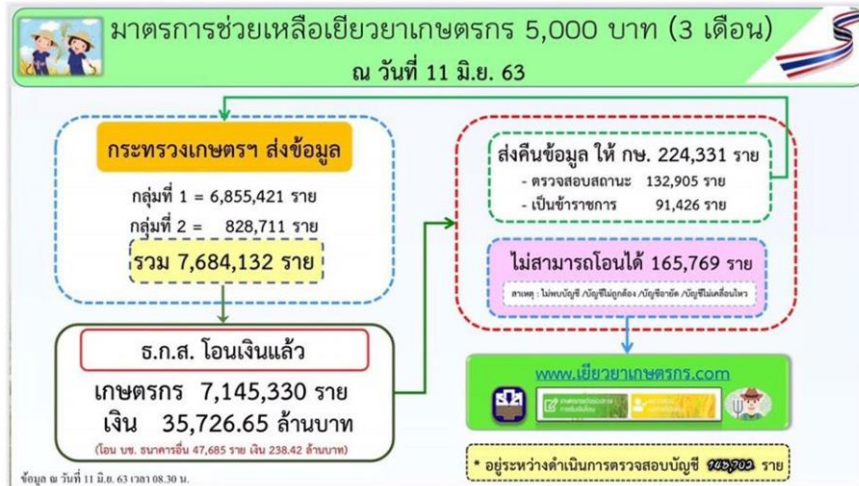 มาตรการช่วยเหลือเยียวยาเกษตรกร 5,000 บาท (3 เดือน)
ณ วันที่ 11 มิ.ย. 63
กระทรวงเกษตรฯ ส่งข้อมูล
กลุ่มที่ 1 = 6,855,421 ราย
กลุ่มที่ 2 = 828,711 ราย
รวม 7,684,132 ราย
ธ.ก.ส. โอนเงินแล้ว
เกษตรกร 7,145,330 ราย
เงิน 35,726.65 ล้านบาท
(โอน บช. ธนาคารอื่น 47,685 ราย เงิน 238.42 ล้านบาท)
ข้อมูล ณ วันที่ 11 มิ.ย. 63 เวลา 08.30 น.
ส่งคืนข้อมูล ให้ กษ. 224,331 ราย
- ตรวจสอบสถานะ 132,905 ราย
- เป็นข้าราชการ 91,426 ราย
ไม่สามารถโอนได้ 165,769 ราย
สาเหตุ : ไม่พบบัญชี /บัญชีไม่ถูกต้อง /บัญชีอายัด /บัญชีไม่เคลื่อนไหว
www.เยียวยาเกษตรกร.com
* อยู่ระหว่างดำเนินการตรวจสอบบัญชี ราย